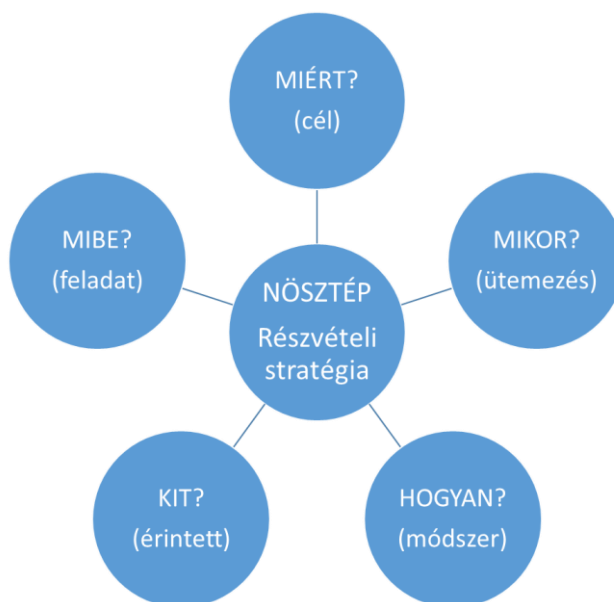 MIÉRT?
(cél)
MIBE?
(feladat)
MIKOR?
(ütemezés)
NÖSZTÉP
Részvételi
stratégia
KIT?
(érintett)
HOGYAN?
(módszer)